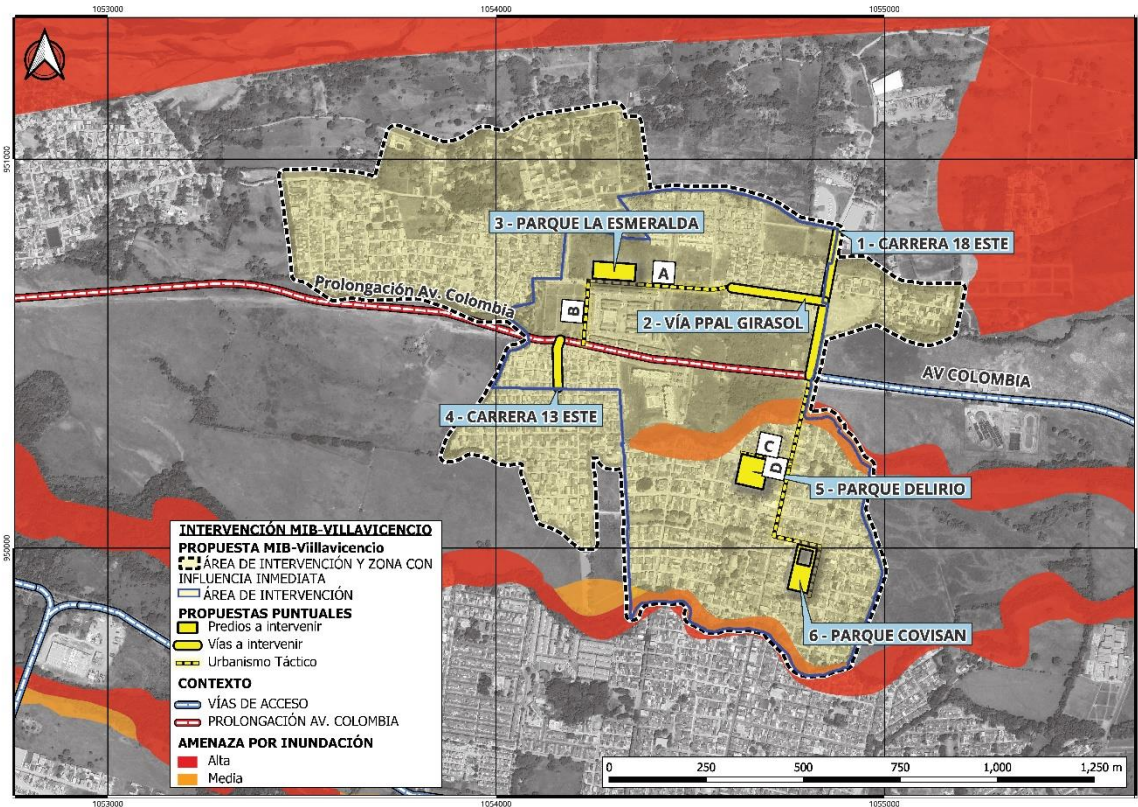 1053000
1054000
1055000
951000
951000
3 - PARQUE LA ESMERALDA
1 - CARRERA 18 ESTE
A
Prolongación Av. Colombia
B
2 - VÍA PPAL GIRASOL
AV COLOMBIA
4 - CARRERA 13 ESTE
C
D
5 - PARQUE DELIRIO
6 - PARQUE COVISAN
950000
950000
INTERVENCIÓN MIB-VILLAVICENCIO
PROPUESTA MIB-Viillavicencio
ÁREA DE INTERVENCIÓN Y ZONA CON
INFLUENCIA INMEDIATA
ÁREA DE INTERVENCIÓN
PROPUESTAS PUNTUALES
Predios a intervenir
Vías a intervenir
Urbanismo Táctico
CONTEXTO
VÍAS DE ACCESO
PROLONGACIÓN AV. COLOMBIA
AMENAZA POR INUNDACIÓN
Alta
Media
0 250 500 750 1,000 1,250 m
1053000
1054000
1055000